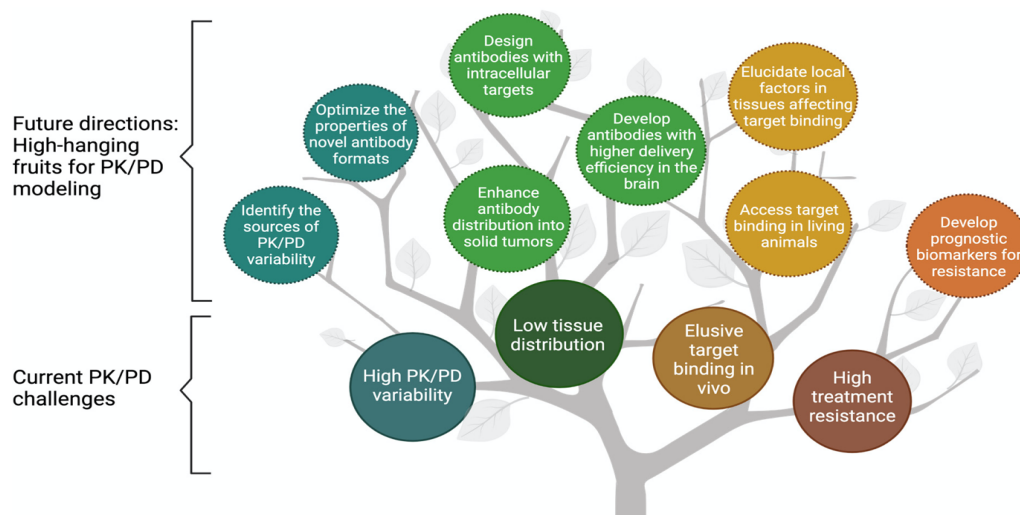 Future directions:
High-hanging
fruits for PK/PD
modeling
Design
antibodies with
intracellular
targets
Optimize the
properties of
novel antibody
formats
Develop
antibodies with
higher delivery
efficiency in the
brain
Elucidate local
factors in
tissues affecting
target binding
Identify the
sources of
PK/PD
variability
Enhance
antibody
distribution into
solid tumors
Access target
binding in living
animals
Develop
prognostic
biomarkers for
resistance
Current PK/PD
challenges
High PK/PD
variability
Low tissue
distribution
Elusive
target
binding in
vivo
High
treatment
resistance